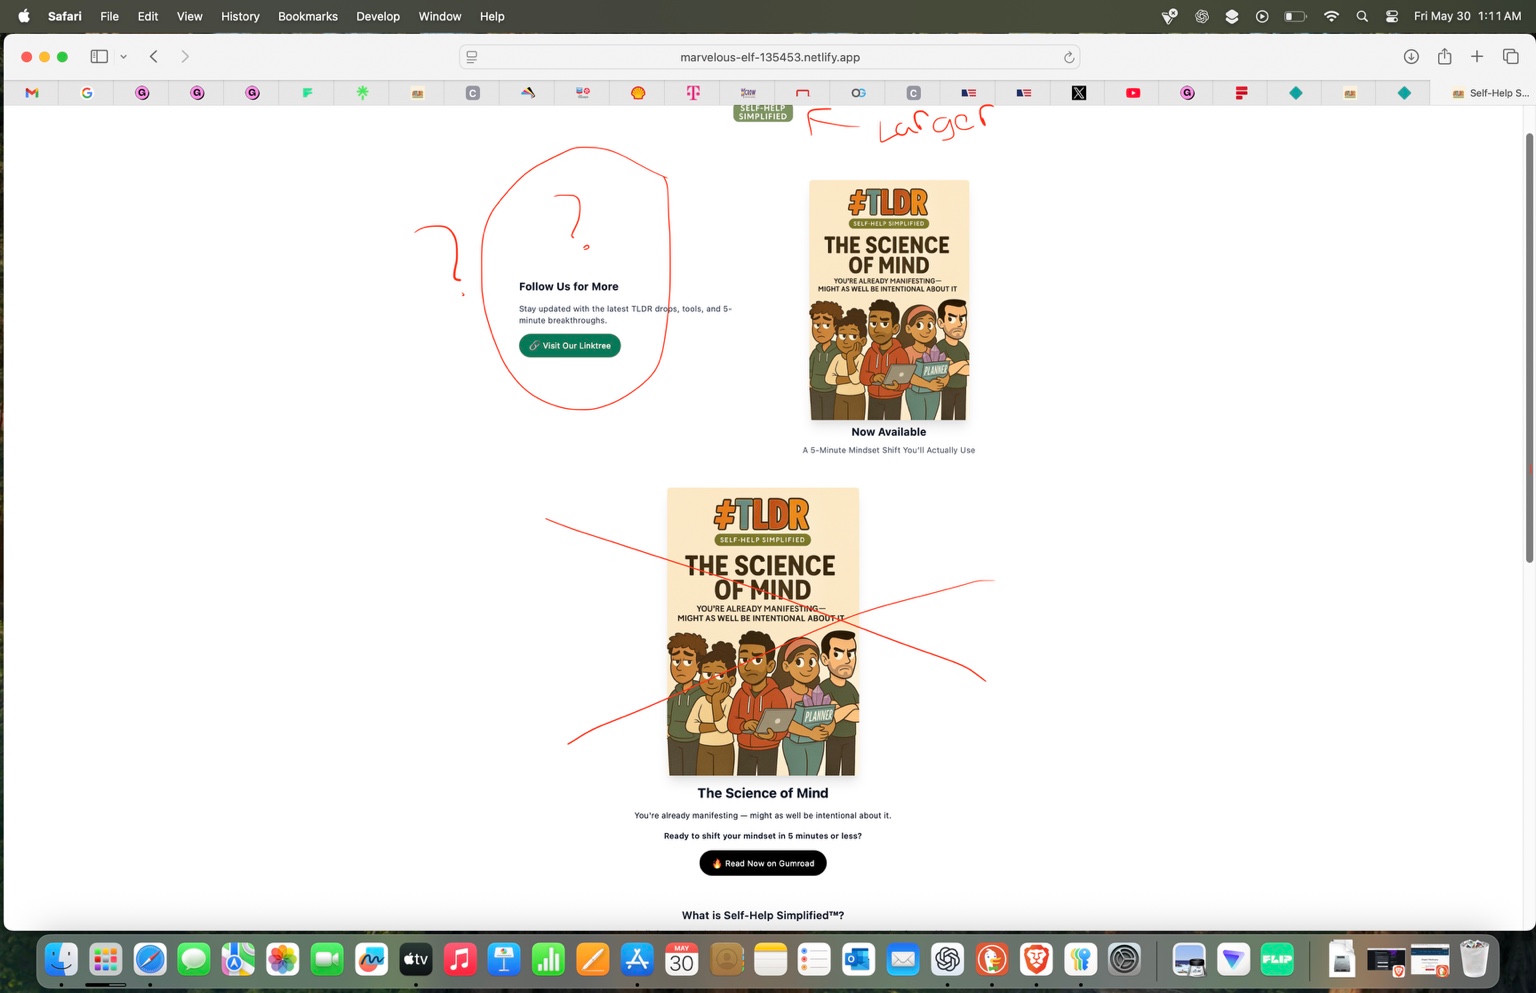 Safari File Edit View History Bookmarks Develop Window Help Fri May 30 1:11 AM
marvelous-elf-135453.netlify.app
Self-Help S...
SELF-HELP
SIMPLIFIED
Larger
?
?
Follow Us for More
Stay updated with the latest TLDR drops, tools, and 5-
minute breakthroughs.
Visit Our Linktree
#TLDR
SELF-HELP SIMPLIFIED
THE SCIENCE
OF MIND
YOU'RE ALREADY MANIFESTING—
MIGHT AS WELL BE INTENTIONAL ABOUT IT
PLANNER
Now Available
A 5-Minute Mindset Shift You'll Actually Use
#TLDR
SELF-HELP SIMPLIFIED
THE SCIENCE
OF MIND
YOU'RE ALREADY MANIFESTING—
MIGHT AS WELL BE INTENTIONAL ABOUT IT
PLANNER
The Science of Mind
You're already manifesting — might as well be intentional about it.
Ready to shift your mindset in 5 minutes or less?
🔥 Read Now on Gumroad
What is Self-Help Simplified™?
tv
MAY
30
FLIP